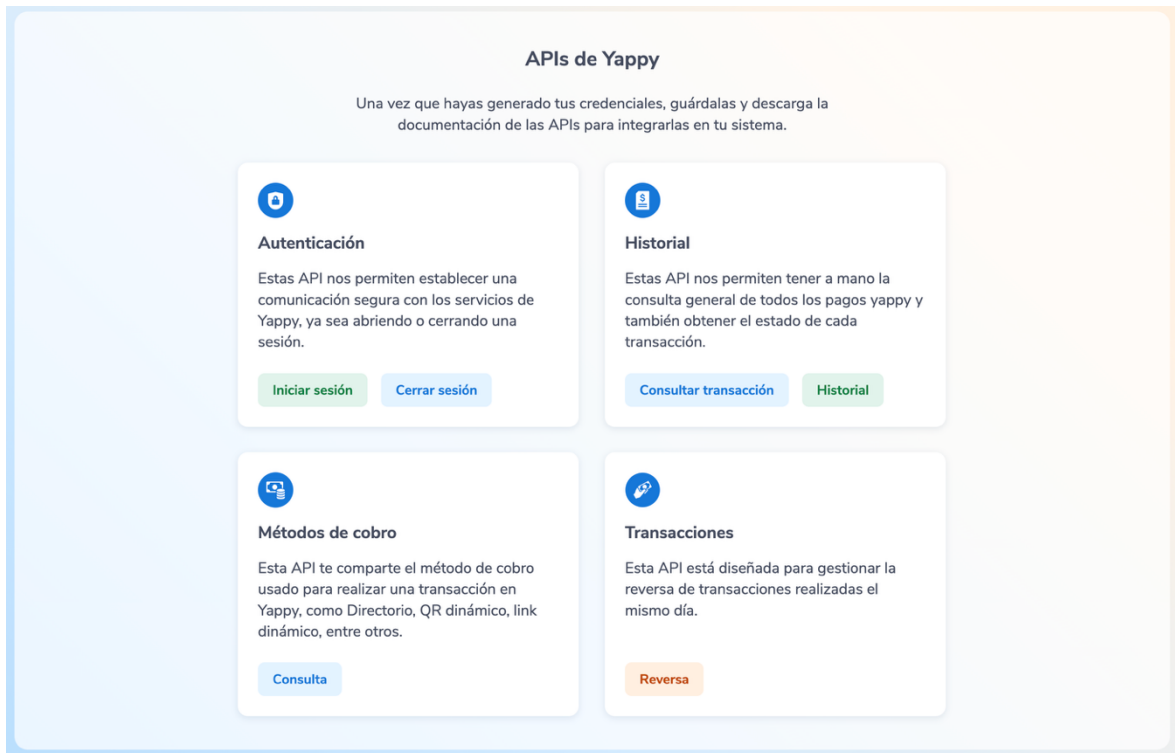 APIs de Yappy
Una vez que hayas generado tus credenciales, guárdalas y descarga la
documentación de las APIs para integrarlas en tu sistema.
Autenticación
Estas API nos permiten establecer una
comunicación segura con los servicios de
Yappy, ya sea abriendo o cerrando una
sesión.
Iniciar sesión
Cerrar sesión
Historial
Estas API nos permiten tener a mano la
consulta general de todos los pagos yappy y
también obtener el estado de cada
transacción.
Consultar transacción
Historial
Métodos de cobro
Esta API te comparte el método de cobro
usado para realizar una transacción en
Yappy, como Directorio, QR dinámico, link
dinámico, entre otros.
Consulta
Transacciones
Esta API está diseñada para gestionar la
reversa de transacciones realizadas el
mismo día.
Reversa